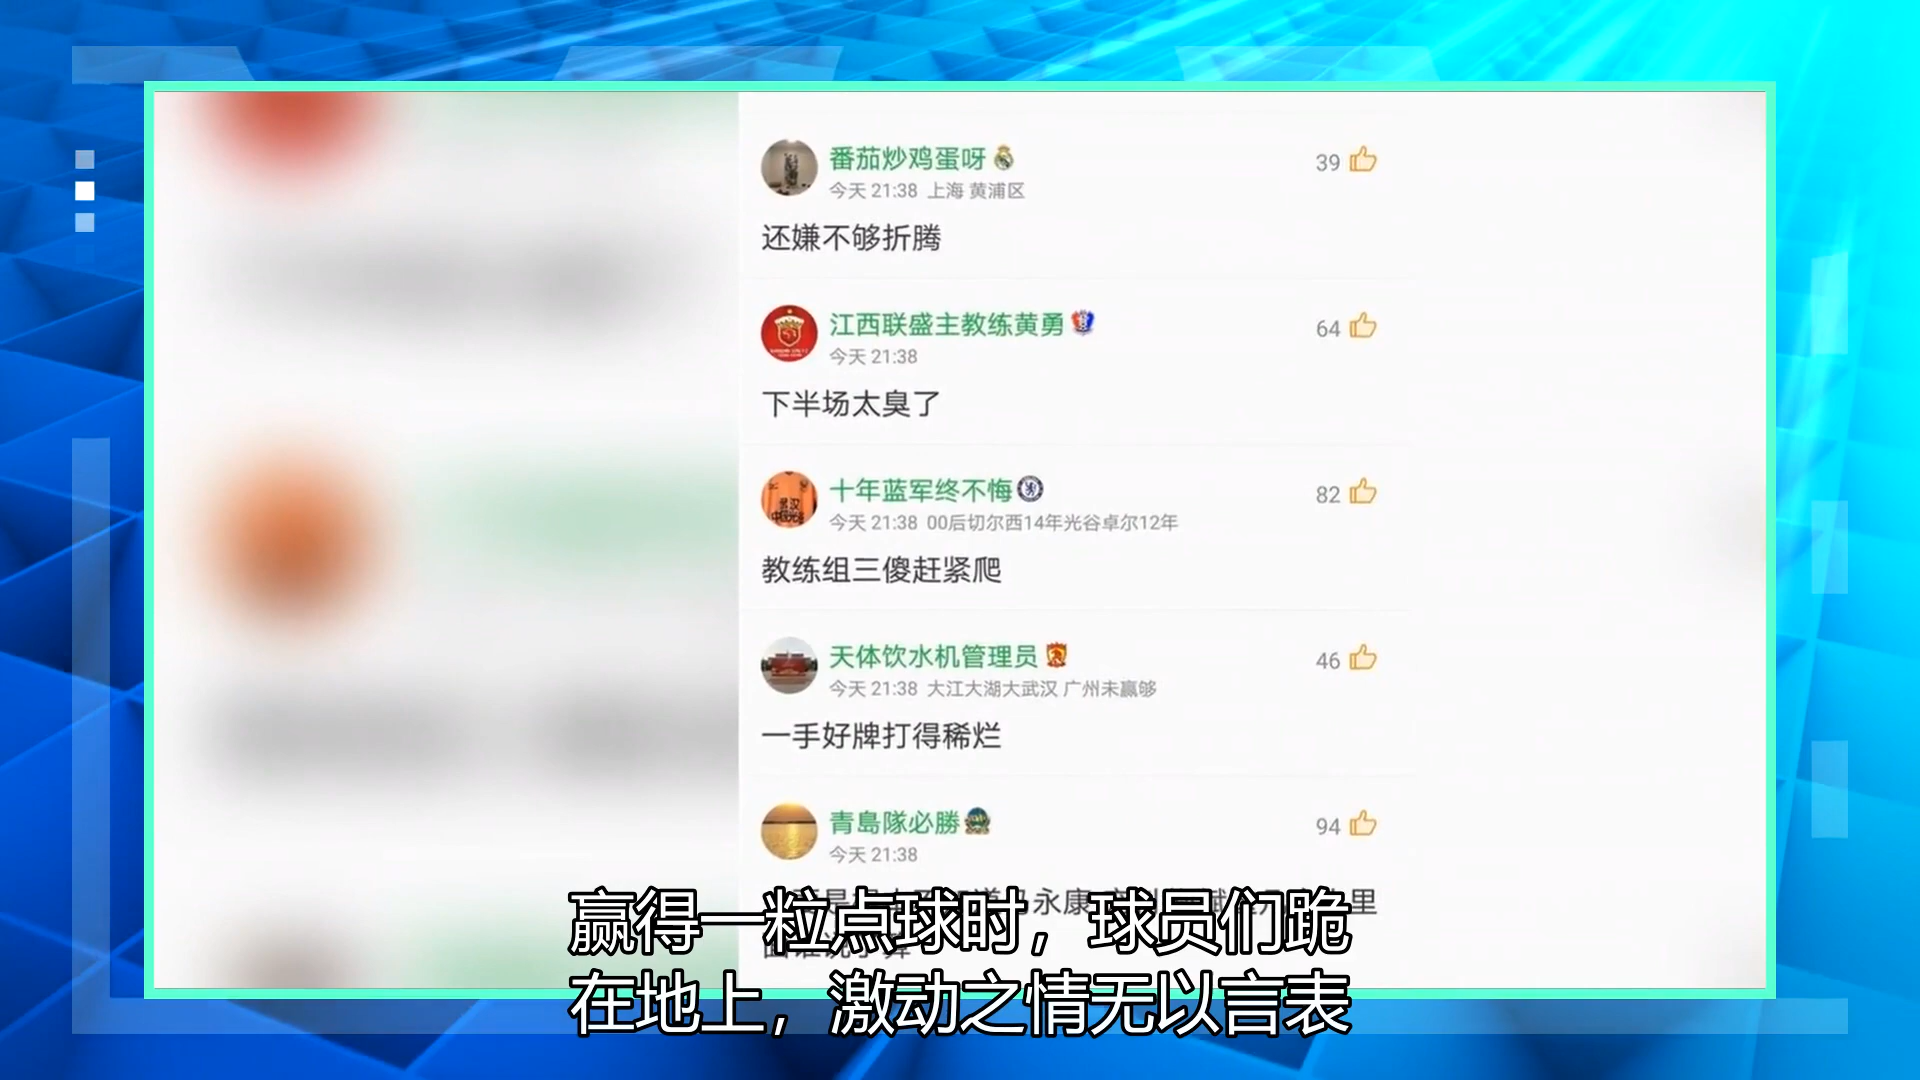 番茄炒鸡蛋呀
39
今天 21:38 上海 黄浦区
还嫌不够折腾
江西联盛主教练黄勇
64
今天 21:38
下半场太臭了
十年蓝军终不悔
82
今天 21:38 00后切尔西14年光谷卓尔12年
教练组三傻赶紧爬
天体饮水机管理员
46
今天 21:38 大江大湖大武汉 广州未赢够
一手好牌打得稀烂
青島隊必勝
94
今天 21:38
永康
里
赢得一粒点球时，球员们跪
在地上，激动之情无以言表